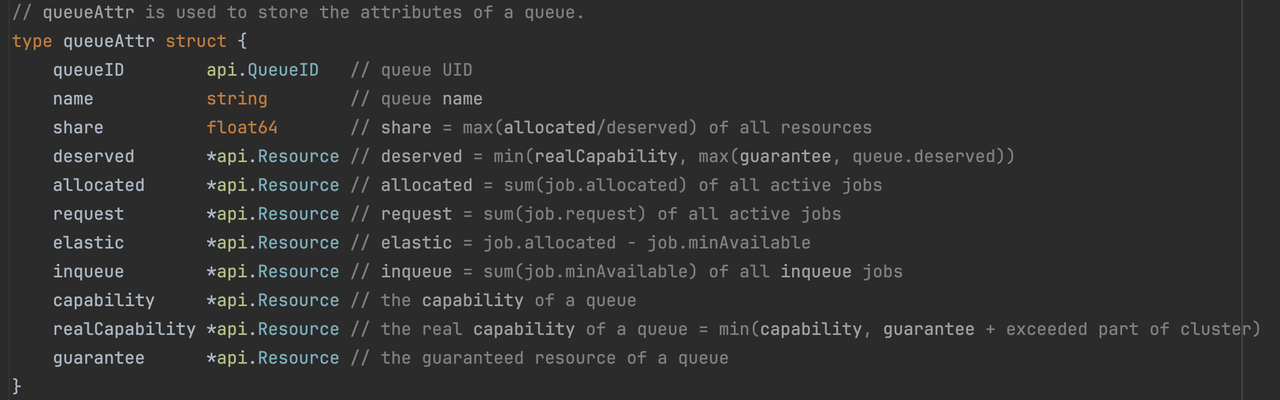 // queueAttr is used to store the attributes of a queue.
type queueAttr struct {
    queueID        api.QueueID   // queue UID
    name           string        // queue name
    share          float64       // share = max(allocated/deserved) of all resources
    deserved       *api.Resource // deserved = min(realCapability, max(guarantee, queue.deserved))
    allocated      *api.Resource // allocated = sum(job.allocated) of all active jobs
    request        *api.Resource // request = sum(job.request) of all active jobs
    elastic        *api.Resource // elastic = job.allocated - job.minAvailable
    inqueue        *api.Resource // inqueue = sum(job.minAvailable) of all inqueue jobs
    capability     *api.Resource // the capability of a queue
    realCapability *api.Resource // the real capability of a queue = min(capability, guarantee + exceeded part of cluster)
    guarantee      *api.Resource // the guaranteed resource of a queue
}